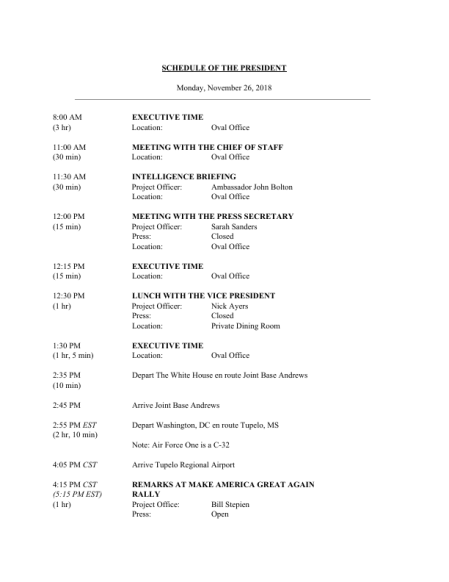 SCHEDULE OF THE PRESIDENT
Monday, November 26, 2018
8:00 AM EXECUTIVE TIME
(3 hr) Location: Oval Office
11:00 AM MEETING WITH THE CHIEF OF STAFF
(30 min) Location: Oval Office
11:30 AM INTELLIGENCE BRIEFING
(30 min) Project Officer: Ambassador John Bolton
Location: Oval Office
12:00 PM MEETING WITH THE PRESS SECRETARY
(15 min) Project Officer: Sarah Sanders
Press: Closed
Location: Oval Office
12:15 PM EXECUTIVE TIME
(15 min) Location: Oval Office
12:30 PM LUNCH WITH THE VICE PRESIDENT
(1 hr) Project Officer: Nick Ayers
Press: Closed
Location: Private Dining Room
1:30 PM EXECUTIVE TIME
(1 hr, 5 min) Location: Oval Office
2:35 PM Depart The White House en route Joint Base Andrews
(10 min)
2:45 PM Arrive Joint Base Andrews
2:55 PM EST Depart Washington, DC en route Tupelo, MS
(2 hr, 10 min)
Note: Air Force One is a C-32
4:05 PM CST Arrive Tupelo Regional Airport
4:15 PM CST REMARKS AT MAKE AMERICA GREAT AGAIN
(5:15 PM EST) RALLY
(1 hr) Project Office: Bill Stepien
Press: Open